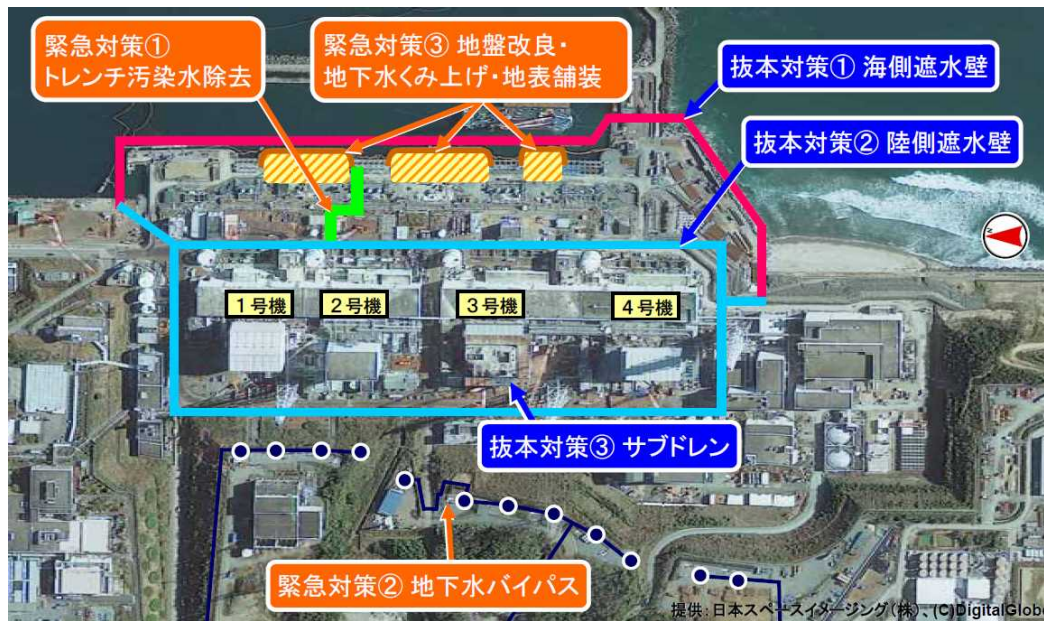 緊急対策①
トレンチ汚染水除去
緊急対策③ 地盤改良・
地下水くみ上げ・地表舗装
抜本対策① 海側遮水壁
抜本対策② 陸側遮水壁
N
1号機
2号機
3号機
4号機
抜本対策③ サブドレン
緊急対策② 地下水バイパス
提供:日本スペースイメージング(株)、(C)DigitalGlobe